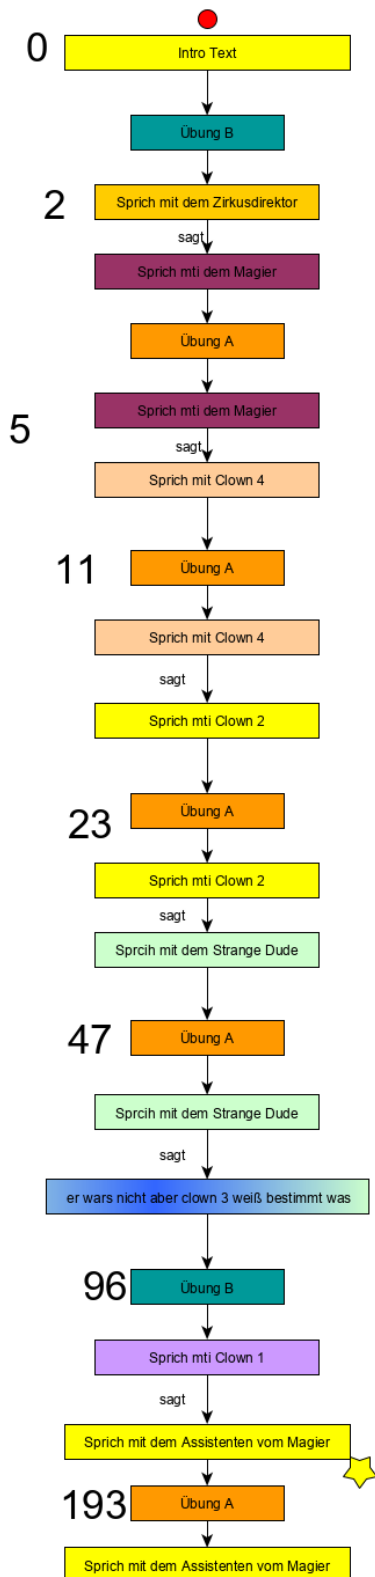 0
Intro Text
Übung B
2
Sprich mit dem Zirkusdirektor
sagt
Sprich mti dem Magier
Übung A
5
Sprich mti dem Magier
sagt
Sprich mit Clown 4
11
Übung A
Sprich mit Clown 4
sagt
Sprich mti Clown 2
23
Übung A
Sprich mti Clown 2
sagt
Sprcih mit dem Strange Dude
47
Übung A
Sprcih mit dem Strange Dude
sagt
er wars nicht aber clown 3 weiß bestimmt was
96
Übung B
Sprich mti Clown 1
sagt
Sprich mit dem Assistenten vom Magier
193
Übung A
Sprich mit dem Assistenten vom Magier